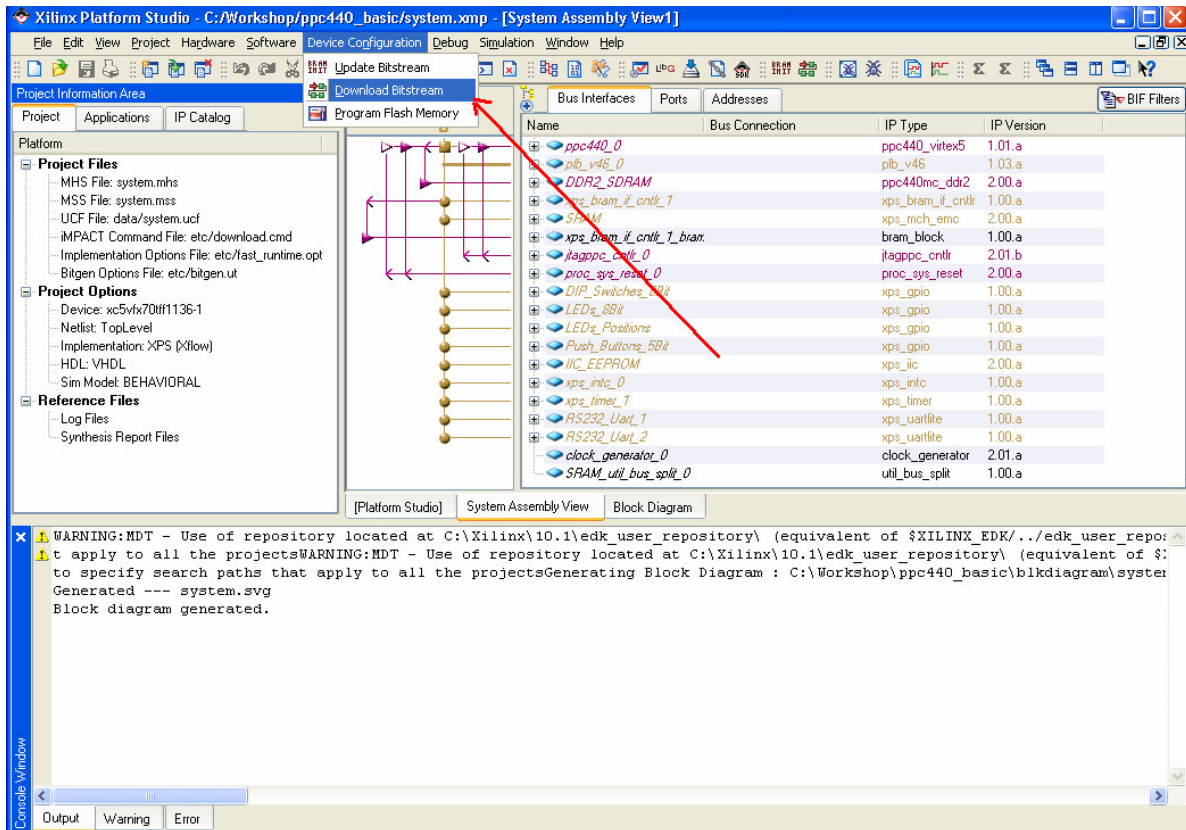 Xilinx Platform Studio - C:/Workshop/ppc440_basic/system.xmp - [System Assembly View1]
File Edit View Project Hardware Software Device Configuration Debug Simulation Window Help
Update Bitstream
Download Bitstream
Program Flash Memory
Project Information Area
Project Applications IP Catalog
Platform
Project Files
MHS File: system.mhs
MSS File: system.mss
UCF File: data/system.ucf
iMPACT Command File: etc/download.cmd
Implementation Options File: etc/fast_runtime.opt
Bitgen Options File: etc/bitgen.ut
Project Options
Device: xc5vfx70tff1136-1
Netlist: TopLevel
Implementation: XPS (Xflow)
HDL: VHDL
Sim Model: BEHAVIORAL
Reference Files
Log Files
Synthesis Report Files
Bus Interfaces Ports Addresses BIF Filters
Name Bus Connection IP Type IP Version
ppc440_0 ppc440_virtex5 1.01.a
plb_v46_0 plb_v46 1.03.a
DDR2_SDRAM ppc440mc_ddr2 2.00.a
xps_bram_if_cntlr_1 xps_bram_if_cntlr 1.00.a
SRAM xps_mch_emc 2.00.a
xps_bram_if_cntlr_1_bram bram_block 1.00.a
jtagppc_cntlr_0 jtagppc_cntlr 2.01.b
proc_sys_reset_0 proc_sys_reset 2.00.a
DIP_Switches_8Bit xps_gpio 1.00.a
LEDs_8Bit xps_gpio 1.00.a
LEDs_Positions xps_gpio 1.00.a
Push_Buttons_5Bit xps_gpio 1.00.a
IIC_EEPROM xps_iic 2.00.a
xps_intc_0 xps_intc 1.00.a
xps_timer_1 xps_timer 1.00.a
RS232_Uart_1 xps_uartlite 1.00.a
RS232_Uart_2 xps_uartlite 1.00.a
clock_generator_0 clock_generator 2.01.a
SRAM_util_bus_split_0 util_bus_split 1.00.a
[Platform Studio] System Assembly View Block Diagram
WARNING:MDT - Use of repository located at C:\Xilinx\10.1\edk_user_repository\ (equivalent of $XILINX_EDK/../edk_user_repos
t apply to all the projectsWARNING:MDT - Use of repository located at C:\Xilinx\10.1\edk_user_repository\ (equivalent of $
to specify search paths that apply to all the projectsGenerating Block Diagram : C:\Workshop\ppc440_basic\blkdiagram\system
Generated --- system.svg
Block diagram generated.
Console Window
Output Warning Error